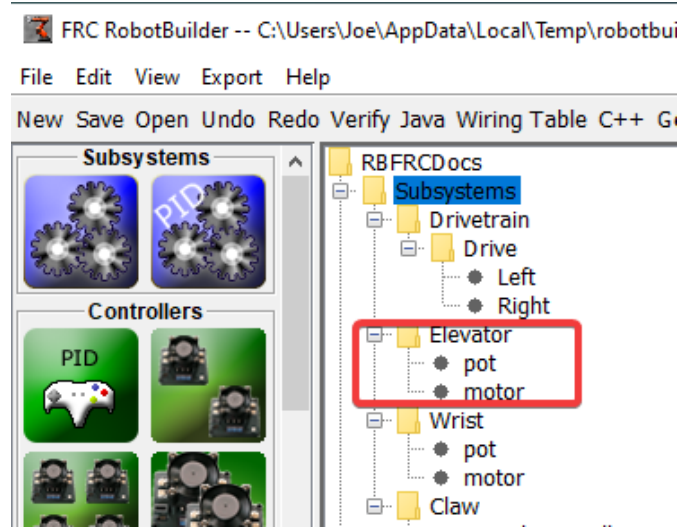 FRC RobotBuilder -- C:\Users\Joe\AppData\Local\Temp\robotbui
File Edit View Export Help
New Save Open Undo Redo Verify Java Wiring Table C++ Ge
Subsystems
PID
Controllers
PID
RBFRCDocs
Subsystems
Drivetrain
Drive
Left
Right
Elevator
pot
motor
Wrist
pot
motor
Claw